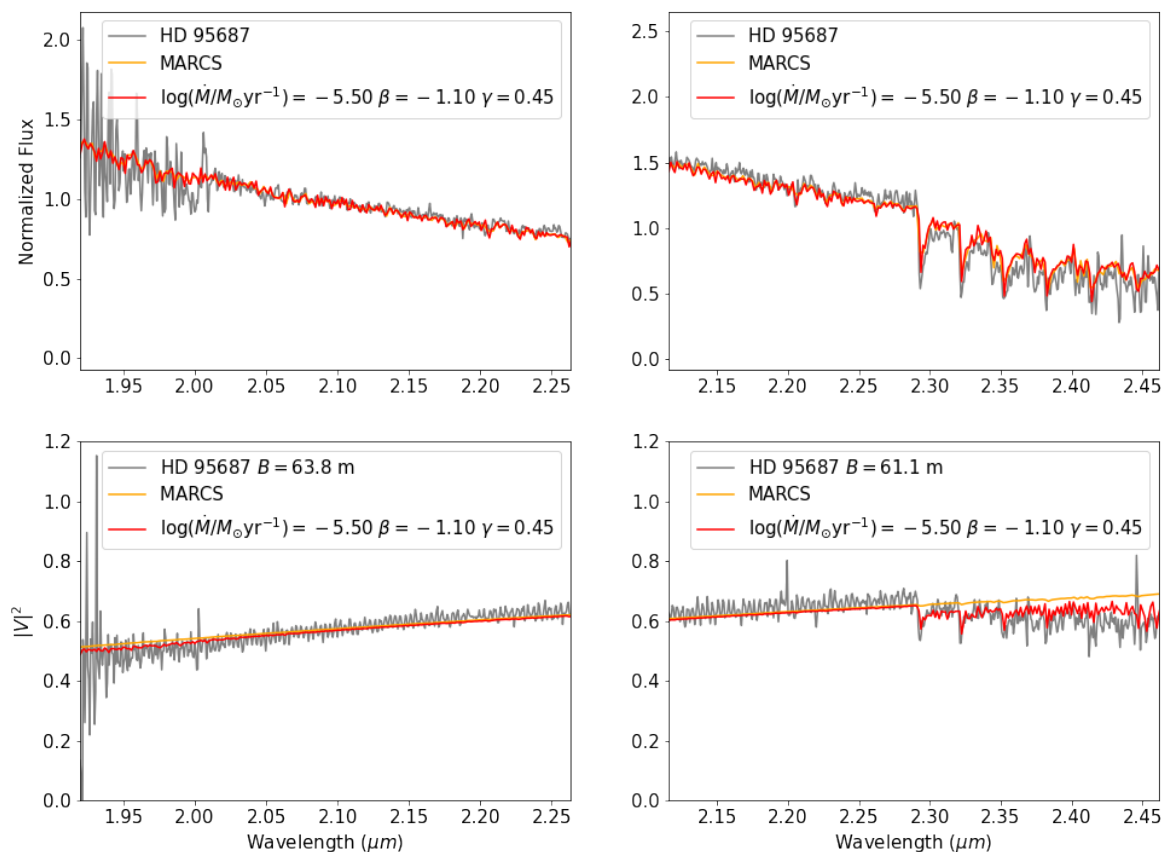 Normalized Flux
2.0
1.5
1.0
0.5
0.0
HD 95687
MARCS
log(Ṁ/M⊙yr⁻¹) = −5.50 β = −1.10 γ = 0.45
1.95 2.00 2.05 2.10 2.15 2.20 2.25
2.5
2.0
1.5
1.0
0.5
0.0
HD 95687
MARCS
log(Ṁ/M⊙yr⁻¹) = −5.50 β = −1.10 γ = 0.45
2.15 2.20 2.25 2.30 2.35 2.40 2.45
|V|²
1.2
1.0
0.8
0.6
0.4
0.2
0.0
HD 95687 B = 63.8 m
MARCS
log(Ṁ/M⊙yr⁻¹) = −5.50 β = −1.10 γ = 0.45
1.95 2.00 2.05 2.10 2.15 2.20 2.25
Wavelength (μm)
1.2
1.0
0.8
0.6
0.4
0.2
0.0
HD 95687 B = 61.1 m
MARCS
log(Ṁ/M⊙yr⁻¹) = −5.50 β = −1.10 γ = 0.45
2.15 2.20 2.25 2.30 2.35 2.40 2.45
Wavelength (μm)